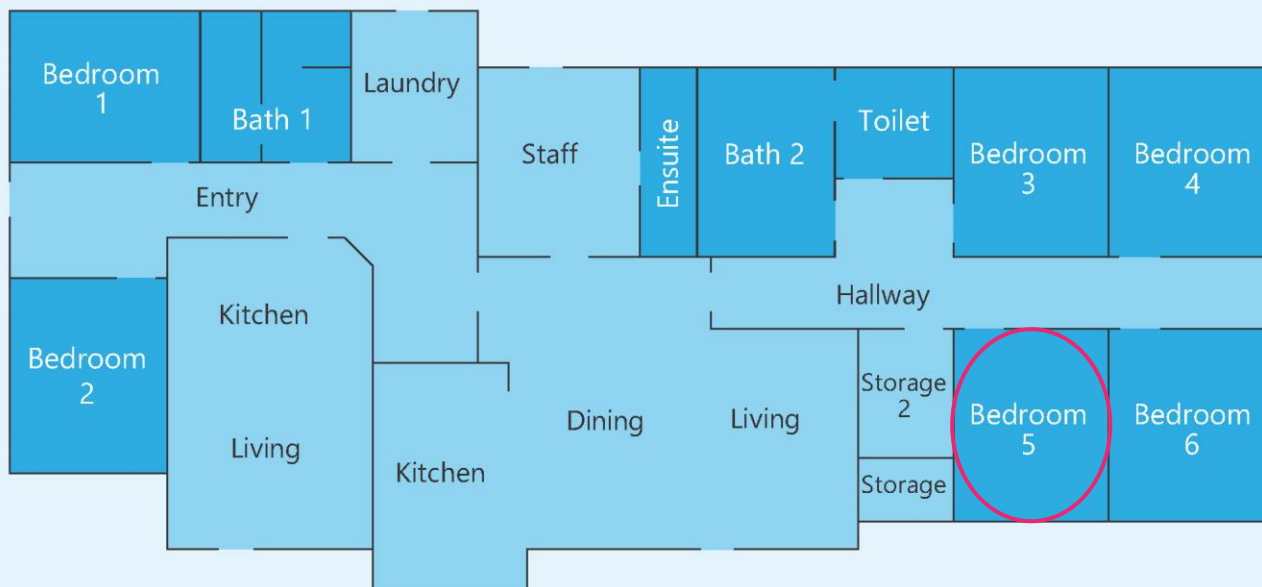 Bedroom
1
Bath 1
Laundry
Staff
Ensuite
Bath 2
Toilet
Bedroom
3
Bedroom
4
Entry
Kitchen
Hallway
Bedroom
2
Living
Kitchen
Dining
Living
Storage
2
Storage
Bedroom
5
Bedroom
6